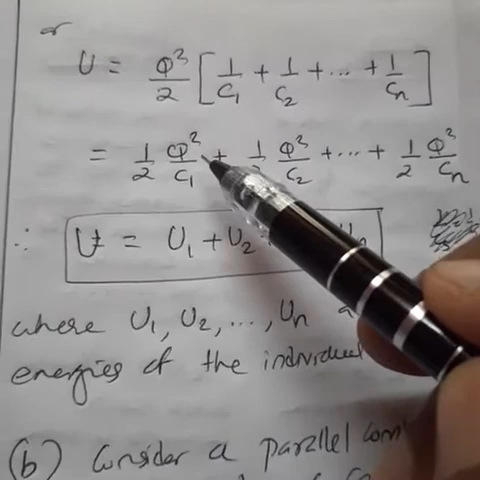 or
U = Q²/2 [1/C₁ + 1/C₂ + ... + 1/Cₙ]
= 1/2 Q²/C₁ + 1/2 Q²/C₂ + ... + 1/2 Q²/Cₙ
∴ U = U₁ + U₂
where U₁, U₂, ..., Uₙ
energies of the individual
(b) Consider a parallel